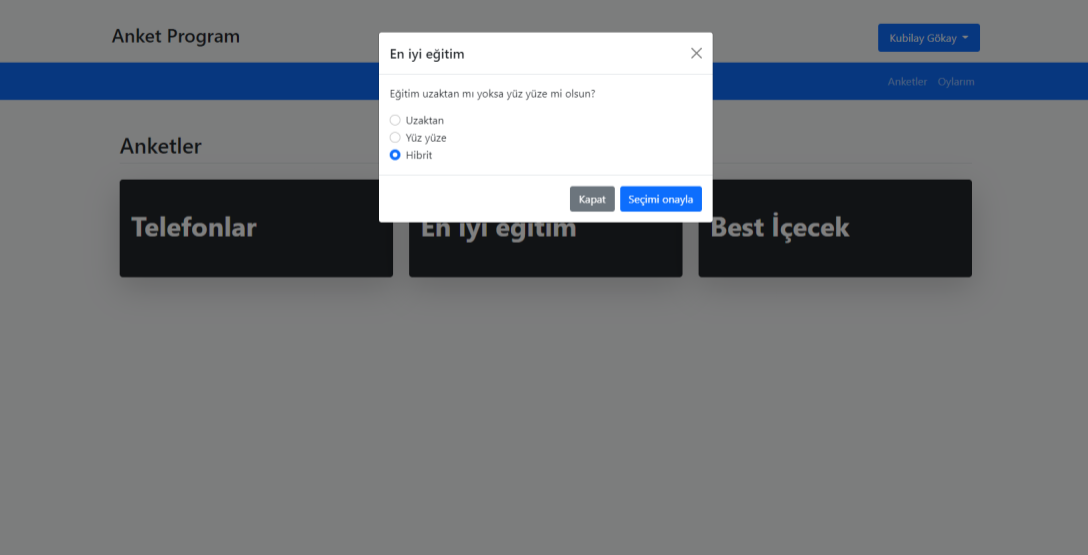 Anket Program
Kubilay Gökay
Anketler Oylarım
En iyi eğitim
Eğitim uzaktan mı yoksa yüz yüze mi olsun?
Uzaktan
Yüz yüze
Hibrit
Kapat
Seçimi onayla
Anketler
Telefonlar
En iyi eğitim
Best İçecek